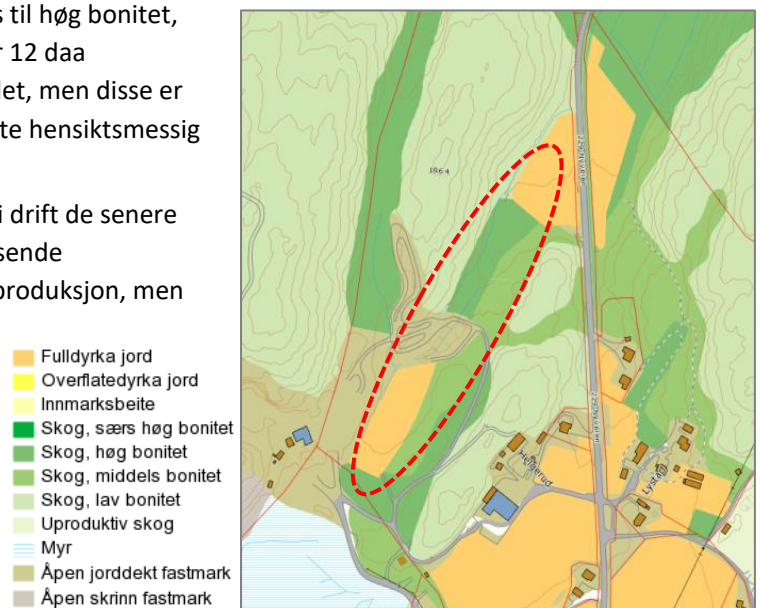 s til høg bonitet,
r 12 daa
let, men disse er
te hensiktsmessig
i drift de senere
sende
produksjon, men
Fulldyrka jord
Overflatedyrka jord
Innmarksbeite
Skog, særs høg bonitet
Skog, høg bonitet
Skog, middels bonitet
Skog, lav bonitet
Uproduktiv skog
Myr
Åpen jorddekt fastmark
Åpen skrinn fastmark
Helgerud